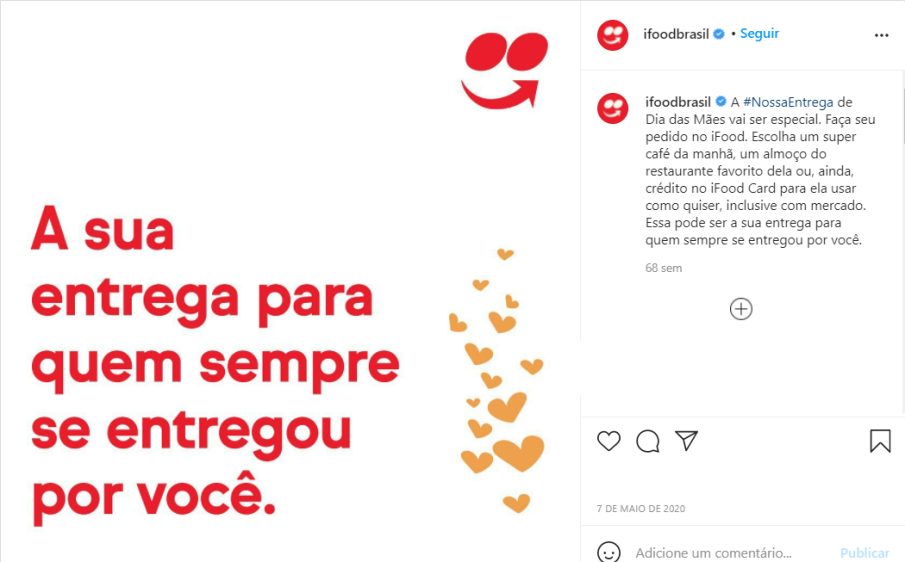 A sua
entrega para
quem sempre
se entregou
por você.
ifoodbrasil • Seguir
ifoodbrasil A #NossaEntrega de
Dia das Mães vai ser especial. Faça seu
pedido no iFood. Escolha um super
café da manhã, um almoço do
restaurante favorito dela ou, ainda,
crédito no iFood Card para ela usar
como quiser, inclusive com mercado.
Essa pode ser a sua entrega para
quem sempre se entregou por você.
68 sem
7 DE MAIO DE 2020
Adicione um comentário... Publicar